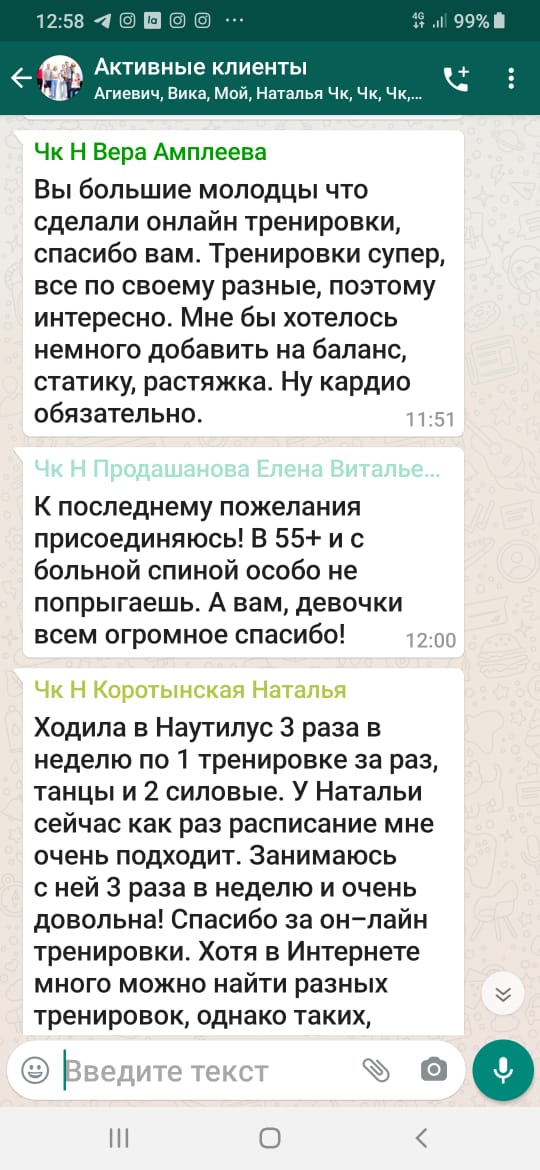 12:58
4G
99%
Активные клиенты
Агиевич, Вика, Мой, Наталья Чк, Чк, Чк,...
Чк Н Вера Амплеева
Вы большие молодцы что
сделали онлайн тренировки,
спасибо вам. Тренировки супер,
все по своему разные, поэтому
интересно. Мне бы хотелось
немного добавить на баланс,
статику, растяжка. Ну кардио
обязательно.
11:51
Чк Н Продашанова Елена Виталье...
К последнему пожелания
присоединяюсь! В 55+ и с
больной спиной особо не
попрыгаешь. А вам, девочки
всем огромное спасибо!
12:00
Чк Н Коротынская Наталья
Ходила в Наутилус 3 раза в
неделю по 1 тренировке за раз,
танцы и 2 силовые. У Натальи
сейчас как раз расписание мне
очень подходит. Занимаюсь
с ней 3 раза в неделю и очень
довольна! Спасибо за он-лайн
тренировки. Хотя в Интернете
много можно найти разных
тренировок, однако таких,
Введите текст